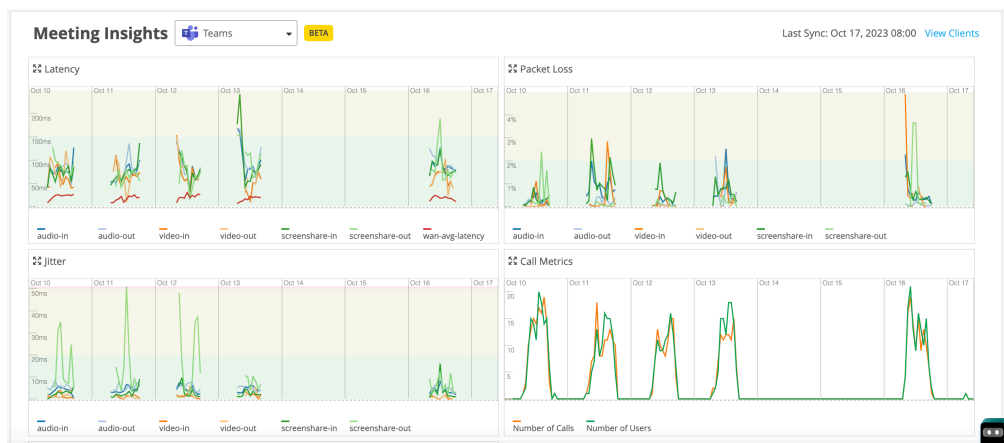 Meeting Insights Teams BETA Last Sync: Oct 17, 2023 08:00 View Clients
Latency
Oct 10 Oct 11 Oct 12 Oct 13 Oct 14 Oct 15 Oct 16 Oct 17
200ms
150ms
100ms
50ms
audio-in audio-out video-in video-out screenshare-in screenshare-out wan-avg-latency
Packet Loss
Oct 10 Oct 11 Oct 12 Oct 13 Oct 14 Oct 15 Oct 16 Oct 17
4%
3%
2%
1%
audio-in audio-out video-in video-out screenshare-in screenshare-out
Jitter
Oct 10 Oct 11 Oct 12 Oct 13 Oct 14 Oct 15 Oct 16 Oct 17
50ms
40ms
30ms
20ms
10ms
audio-in audio-out video-in video-out screenshare-in screenshare-out
Call Metrics
Oct 10 Oct 11 Oct 12 Oct 13 Oct 14 Oct 15 Oct 16 Oct 17
20
15
10
5
Number of Calls Number of Users